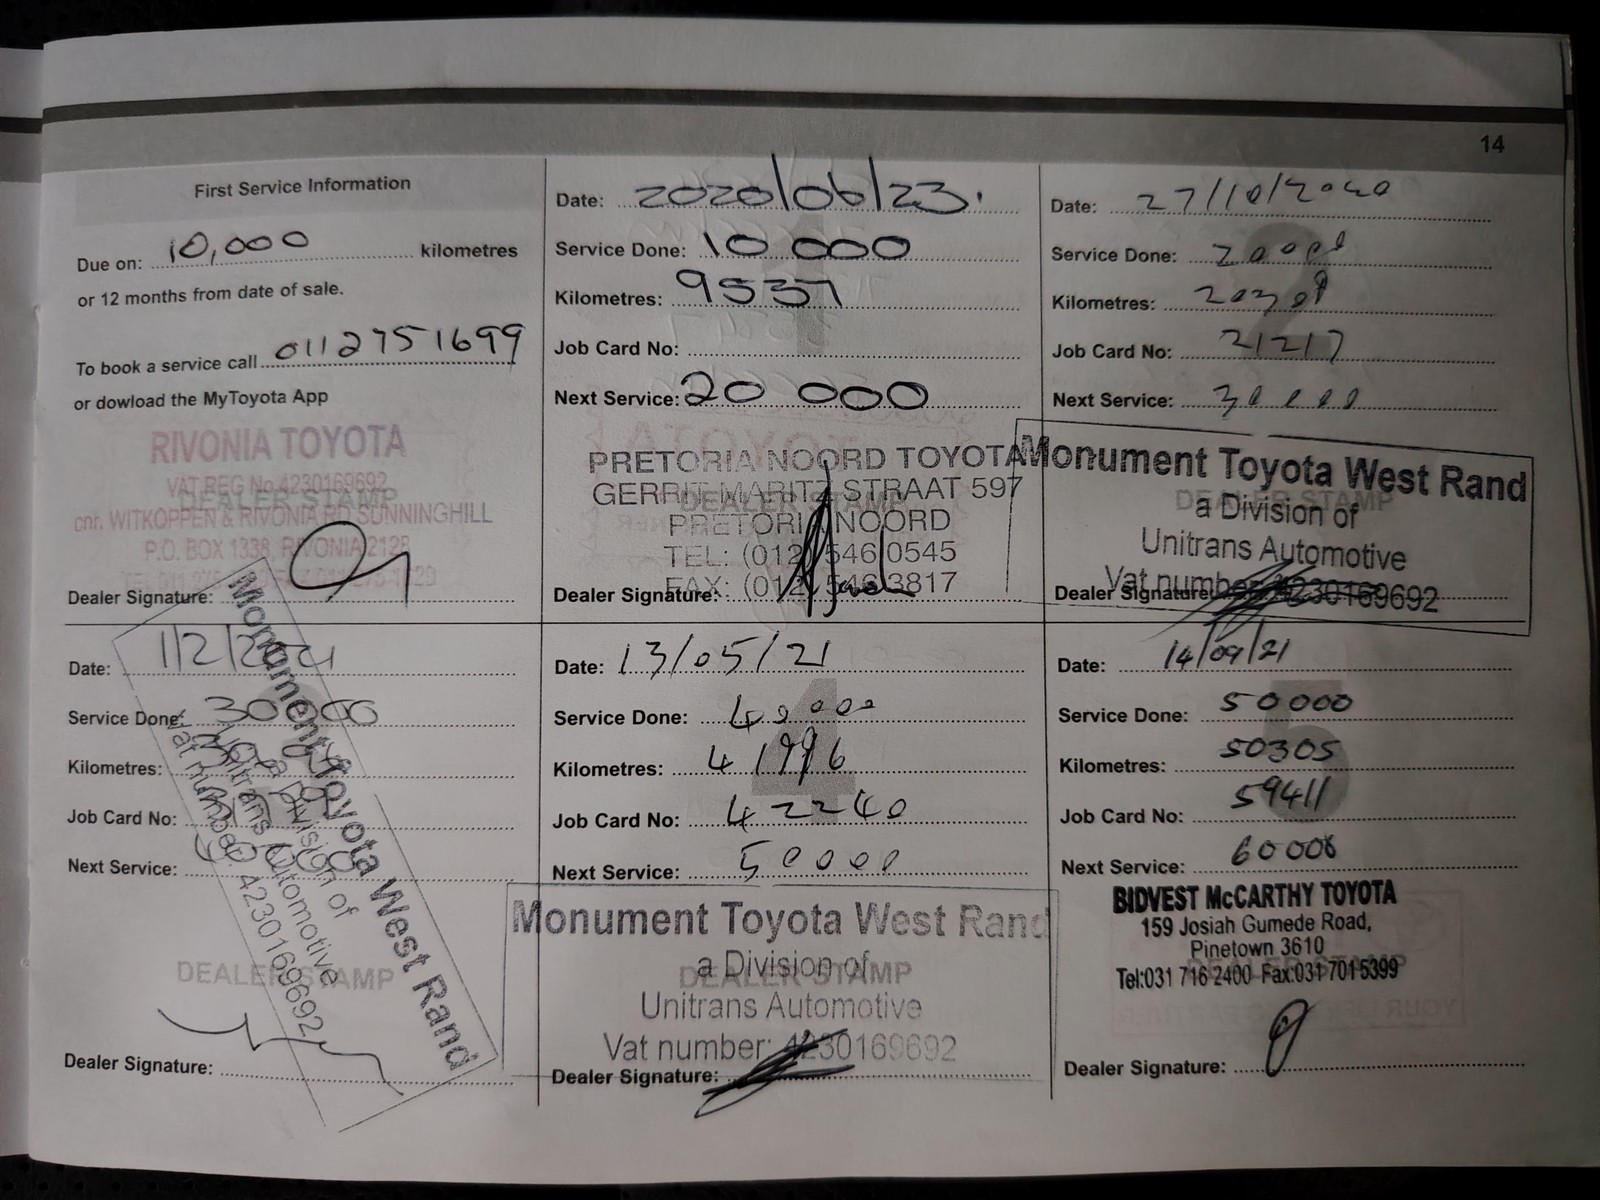 14
First Service Information
Due on: 10,000 kilometres
or 12 months from date of sale.
To book a service call 0112751699
or dowload the MyToyota App
RIVONIA TOYOTA
VAT REG No.4230169692
DEALER STAMP
cnr. WITKOPPEN & RIVONIA RD SUNNINGHILL
P.O. BOX 1338, RIVONIA 2128
Dealer Signature:
Date: 2020/06/23.
Service Done: 10 000
Kilometres: 9537
Job Card No:
Next Service: 20 000
PRETORIA NOORD TOYOTA
GERRIT MARITZ STRAAT 597
DEALER STAMP
PRETORIA NOORD
TEL: (012) 546 0545
FAX: (012) 546 3817
Dealer Signature:
Date: 27/10/2020
Service Done: 20000
Kilometres:
Job Card No: 21217
Next Service: 30000
Monument Toyota West Rand
DEALER STAMP
a Division of
Unitrans Automotive
Vat number: 4230169692
Dealer Signature:
Date: 1/2/2021
Service Done: 30000
Kilometres:
Job Card No:
Next Service: 40000
Monument Toyota West Rand
a Division of
Unitrans Automotive
Vat number: 4230169692
DEALER STAMP
Dealer Signature:
4
Date: 13/05/21
Service Done: 40000
Kilometres: 41996
Job Card No: 42240
Next Service: 50000
Monument Toyota West Rand
a Division of
DEALER STAMP
Unitrans Automotive
Vat number: 4230169692
Dealer Signature:
5
Date: 14/09/21
Service Done: 50000
Kilometres: 50305
Job Card No: 59411
Next Service: 60000
BIDVEST McCARTHY TOYOTA
159 Josiah Gumede Road,
Pinetown 3610
Tel:031 716 2400 Fax:031 701 5399
DEALER STAMP
Dealer Signature: